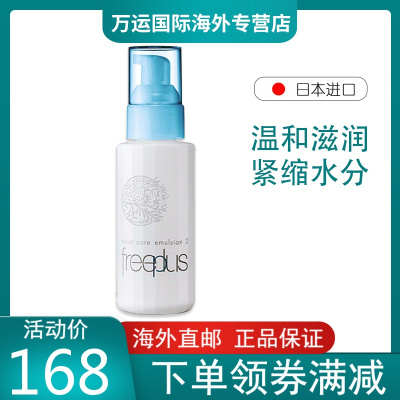 万运国际海外专营店
日本进口
温和滋润
紧缩水分
moist care emulsion 2
freeplus
活动价
168
海外直邮 正品保证
下单领券满减